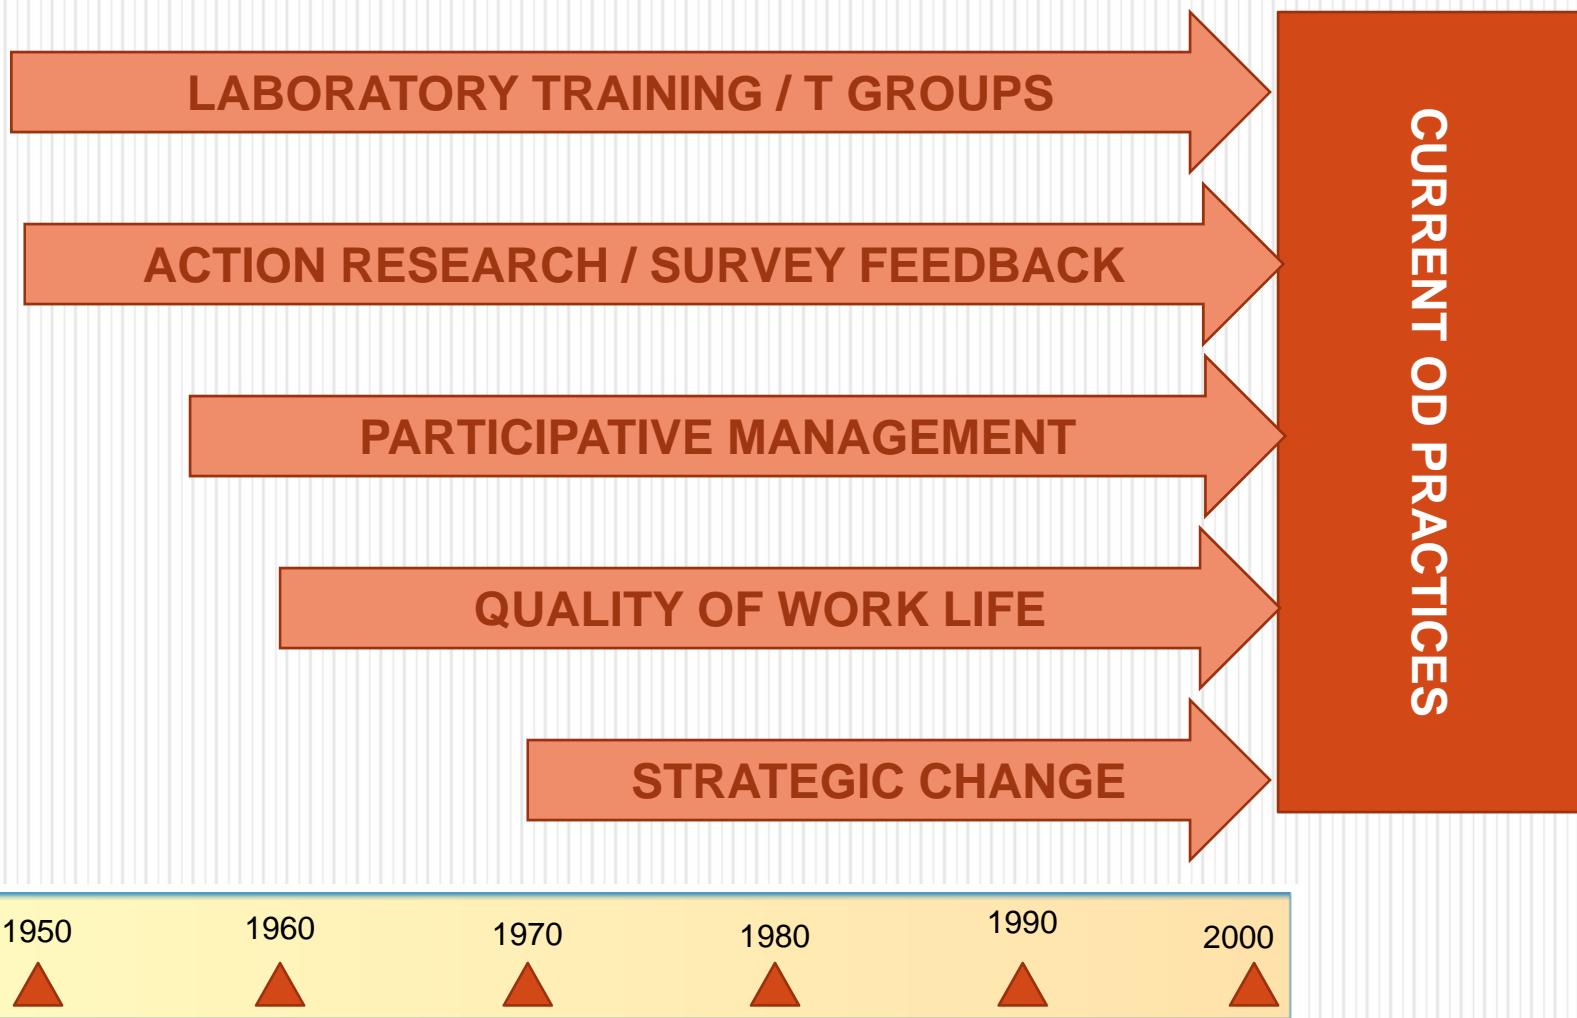 LABORATORY TRAINING / T GROUPS
ACTION RESEARCH / SURVEY FEEDBACK
PARTICIPATIVE MANAGEMENT
QUALITY OF WORK LIFE
STRATEGIC CHANGE
CURRENT OD PRACTICES
1950 1960 1970 1980 1990 2000